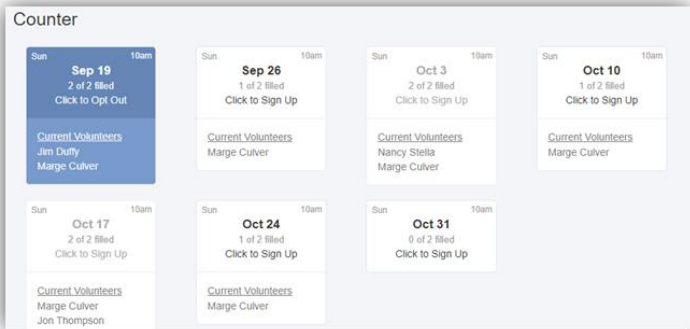 Counter
Sun 10am
Sep 19
2 of 2 filled
Click to Opt Out
Current Volunteers
Jim Duffy
Marge Culver
Sun 10am
Sep 26
1 of 2 filled
Click to Sign Up
Current Volunteers
Marge Culver
Sun 10am
Oct 3
2 of 2 filled
Click to Sign Up
Current Volunteers
Nancy Stella
Marge Culver
Sun 10am
Oct 10
1 of 2 filled
Click to Sign Up
Current Volunteers
Marge Culver
Sun 10am
Oct 17
2 of 2 filled
Click to Sign Up
Current Volunteers
Marge Culver
Jon Thompson
Sun 10am
Oct 24
1 of 2 filled
Click to Sign Up
Current Volunteers
Marge Culver
Sun 10am
Oct 31
0 of 2 filled
Click to Sign Up